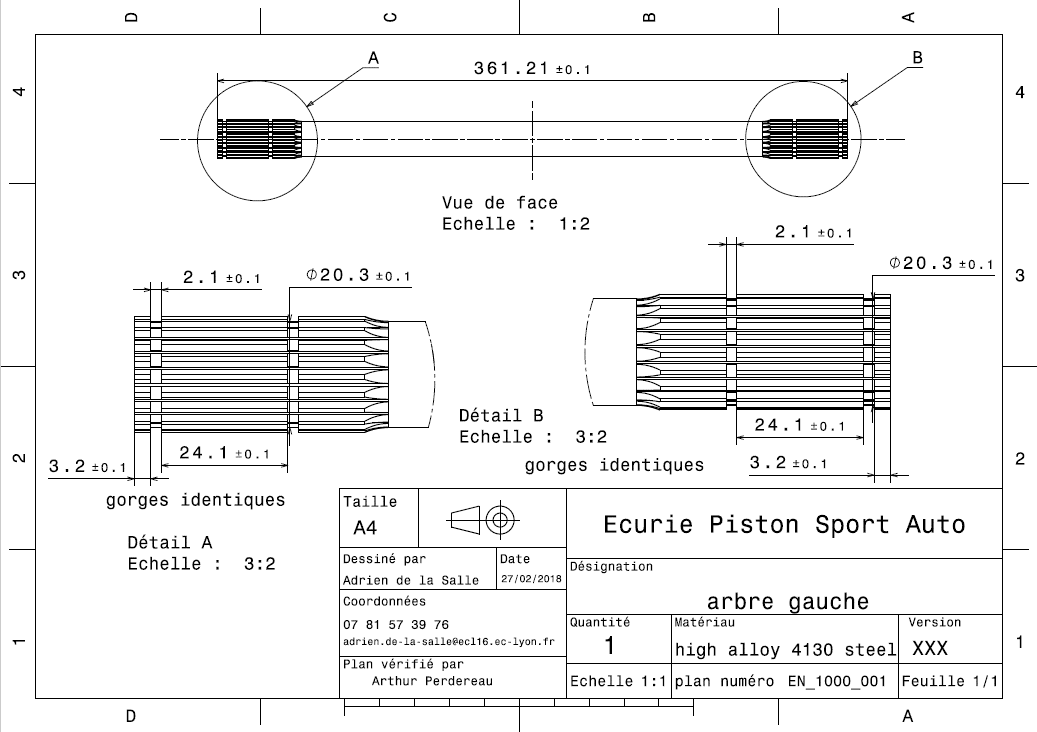 D
C
B
A
4
4
A
B
361.21 ±0.1
Vue de face
Echelle : 1:2
3
3
2.1 ±0.1
Φ20.3 ±0.1
2.1 ±0.1
Φ20.3 ±0.1
Détail B
Echelle : 3:2
24.1 ±0.1
24.1 ±0.1
2
2
3.2 ±0.1
3.2 ±0.1
gorges identiques
gorges identiques
Détail A
Echelle : 3:2
Taille
A4
Ecurie Piston Sport Auto
Dessiné par
Adrien de la Salle
Date
27/02/2018
Désignation
arbre gauche
Coordonnées
07 81 57 39 76
adrien.de-la-salle@ecl16.ec-lyon.fr
Quantité
1
Matériau
high alloy 4130 steel
Version
XXX
Plan vérifié par
Arthur Perdereau
Echelle 1:1
plan numéro EN_1000_001
Feuille 1/1
1
1
D
A